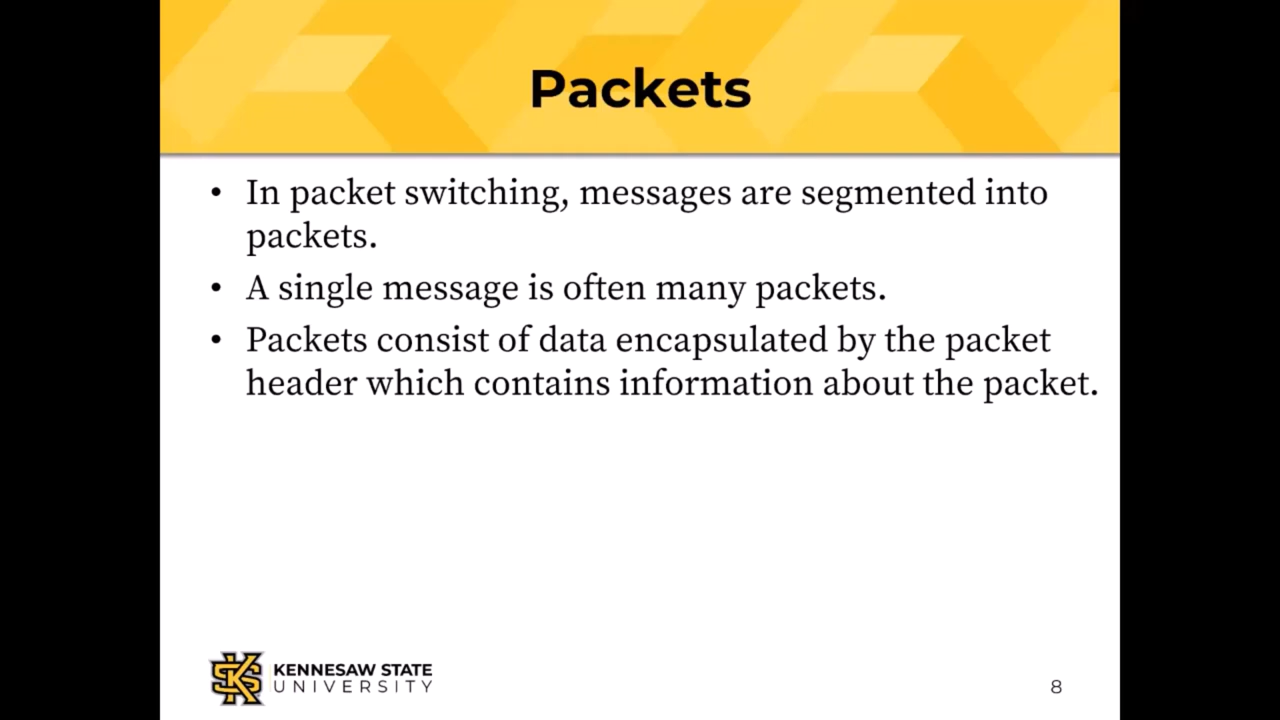 Packets
• In packet switching, messages are segmented into
packets.
• A single message is often many packets.
• Packets consist of data encapsulated by the packet
header which contains information about the packet.
KENNESAW STATE
UNIVERSITY
8